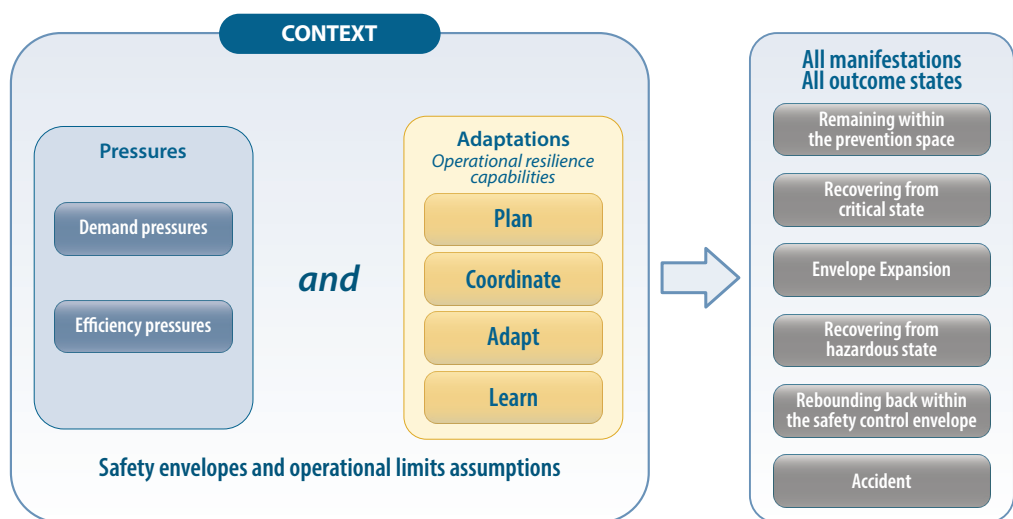 CONTEXT
Pressures
Demand pressures
Efficiency pressures
and
Adaptations
Operational resilience
capabilities
Plan
Coordinate
Adapt
Learn
Safety envelopes and operational limits assumptions
All manifestations
All outcome states
Remaining within
the prevention space
Recovering from
critical state
Envelope Expansion
Recovering from
hazardous state
Rebounding back within
the safety control envelope
Accident